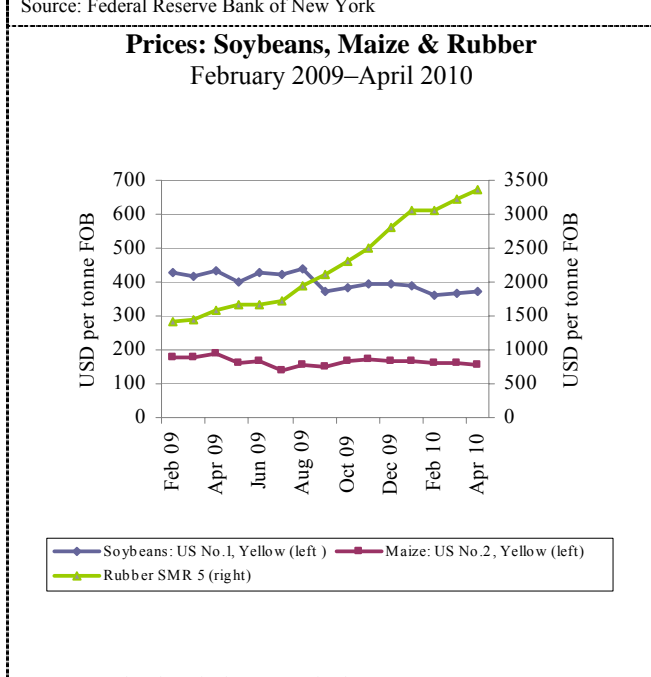 Source: Federal Reserve Bank of New York
Prices: Soybeans, Maize & Rubber
February 2009–April 2010
700
600
500
400
300
200
100
0
USD per tonne FOB
3500
3000
2500
2000
1500
1000
500
0
USD per tonne FOB
Feb 09
Apr 09
Jun 09
Aug 09
Oct 09
Dec 09
Feb 10
Apr 10
Soybeans: US No.1, Yellow (left ) Maize: US No.2, Yellow (left)
Rubber SMR 5 (right)